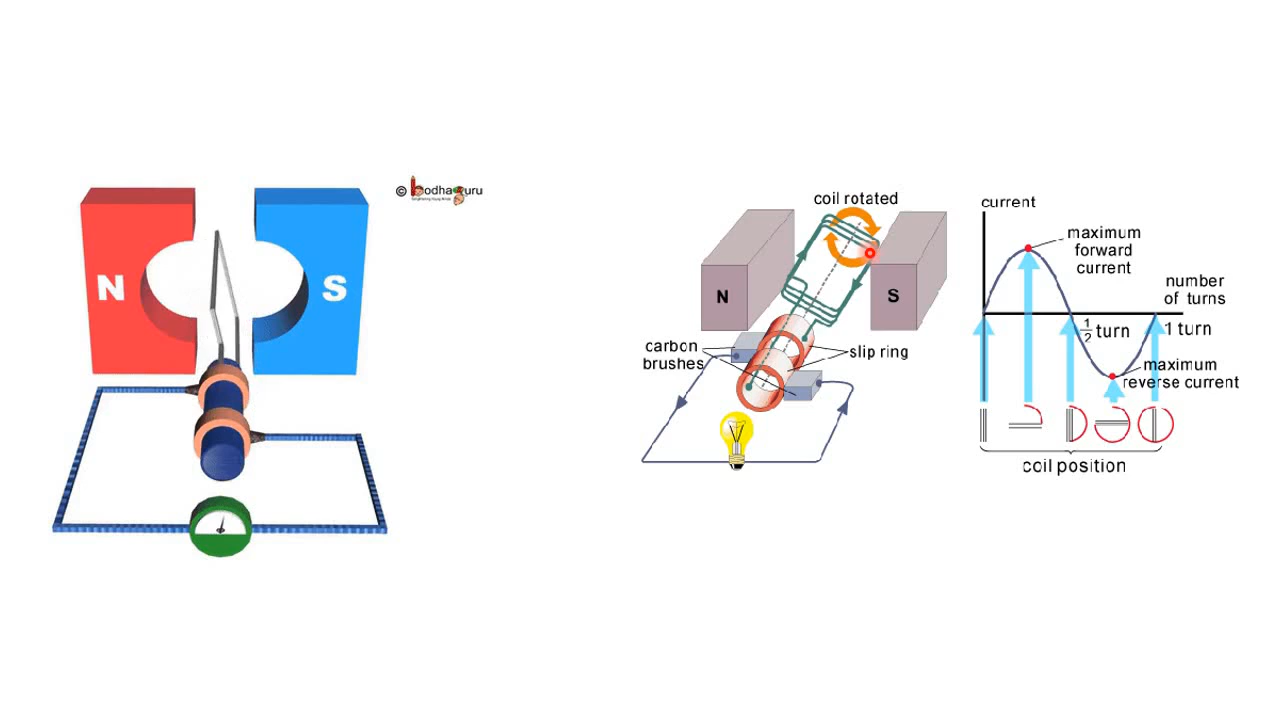 N
S
© bodhaguru
coil rotated
N
S
carbon
brushes
slip ring
current
maximum
forward
current
number
of turns
1/2 turn
1 turn
maximum
reverse current
coil position